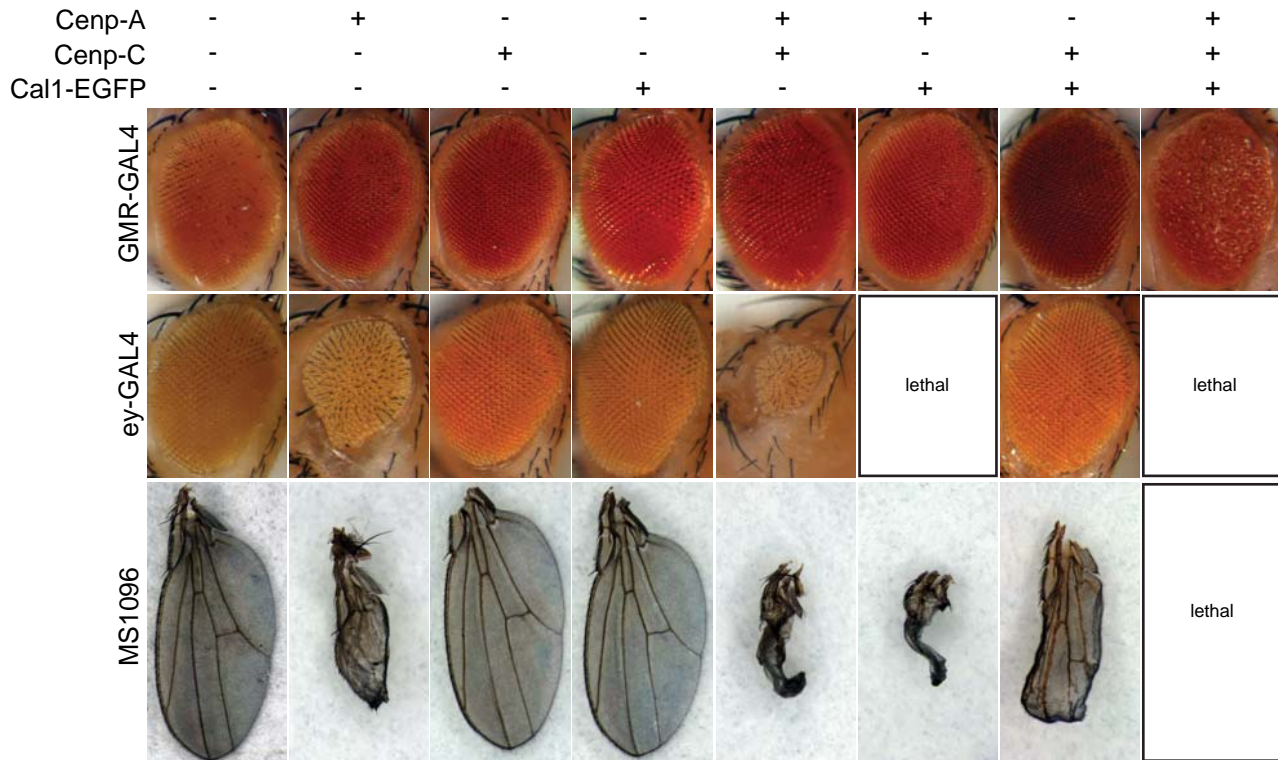 Cenp-A - + - - + + - +
Cenp-C - - + - + - + +
Cal1-EGFP - - - + - + + +
GMR-GAL4
ey-GAL4
lethal lethal
MS1096
lethal